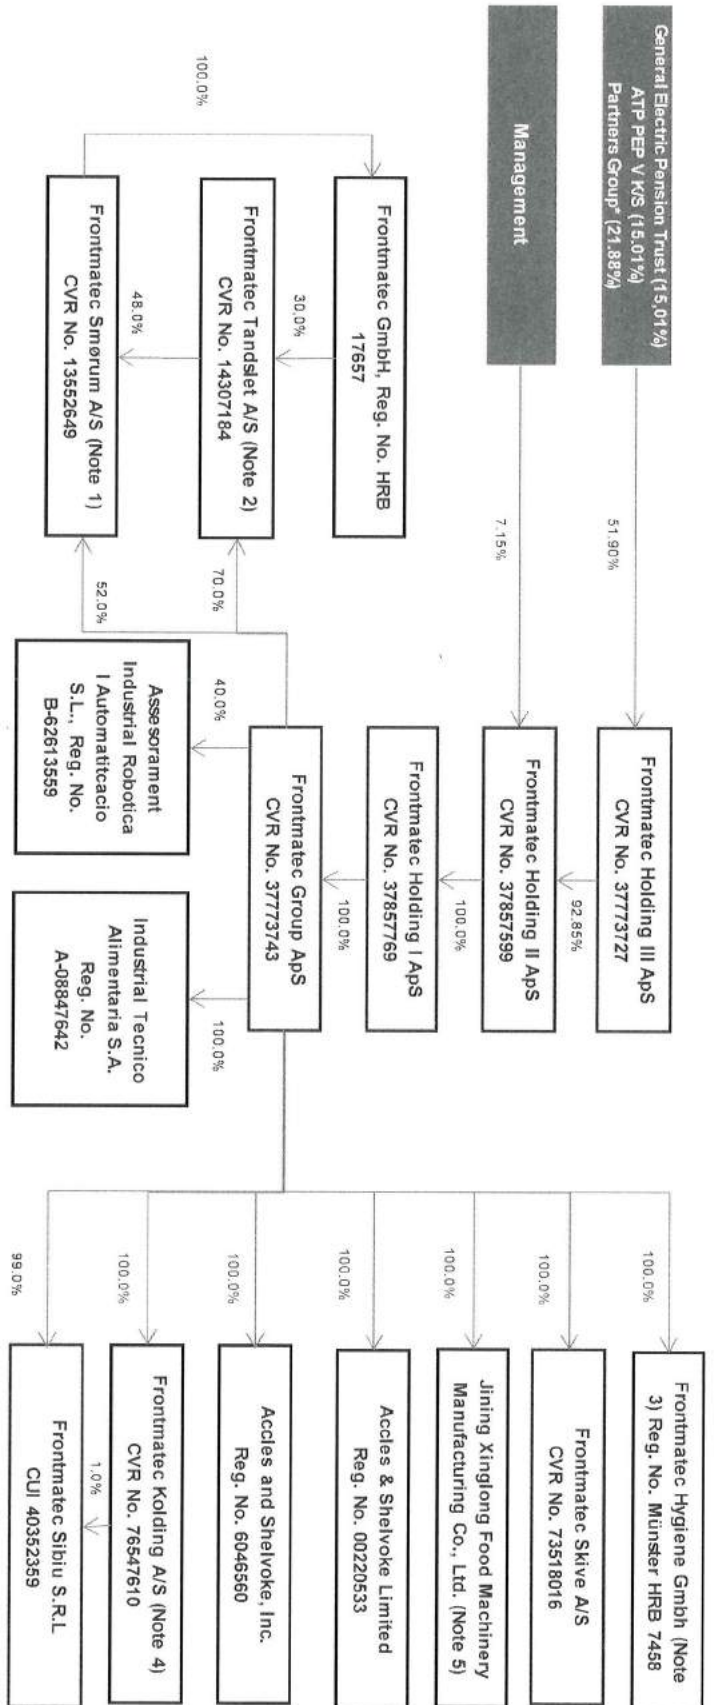 General Electric Pension Trust (15,01%)
ATP PEP V K/S (15.01%)
Partners Group* (21.88%)
51.90%
Frontmatec Holding III ApS
CVR No. 37773727
92.85%
Management
7.15%
Frontmatec Holding II ApS
CVR No. 37857599
100.0%
Frontmatec Holding I ApS
CVR No. 37857769
100.0%
Frontmatec Group ApS
CVR No. 37773743
Frontmatec GmbH, Reg. No. HRB
17657
30,0%
100.0%
Frontmatec Tandslet A/S (Note 2)
CVR No. 14307184
70.0%
48.0%
Frontmatec Smørum A/S (Note 1)
CVR No. 13552649
52.0%
40.0%
Assesorament
Industrial Robotica
I Automatitcacio
S.L., Reg. No.
B-62613559
100.0%
Industrial Tecnico
Alimentaria S.A.
Reg. No.
A-08847642
100.0%
Frontmatec Hygiene Gmbh (Note
3) Reg. No. Münster HRB 7458
100.0%
Frontmatec Skive A/S
CVR No. 73518016
100.0%
Jining Xinglong Food Machinery
Manufacturing Co., Ltd. (Note 5)
100.0%
Accles & Shelvoke Limited
Reg. No. 00220533
100.0%
Accles and Shelvoke, Inc.
Reg. No. 6046560
100.0%
Frontmatec Kolding A/S (Note 4)
CVR No. 76547610
1.0%
99.0%
Frontmatec Sibiu S.R.L
CUI 40352359